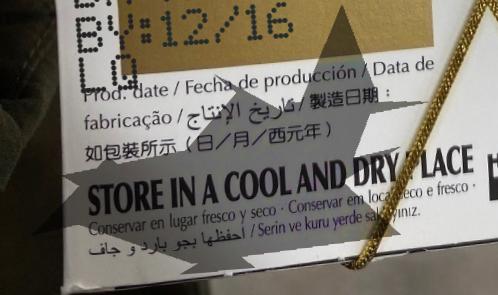 BY:12/16
Prod. date / Fecha de producción / Data de
fabricação / تاريخ الإنتاج / 製造日期：
如包裝所示（日／月／西元年）
STORE IN A COOL AND DRY PLACE
Conservar en lugar fresco y seco · Conservar em local seco e fresco ·
احفظها بجو بارد و جاف / Serin ve kuru yerde saklayınız.